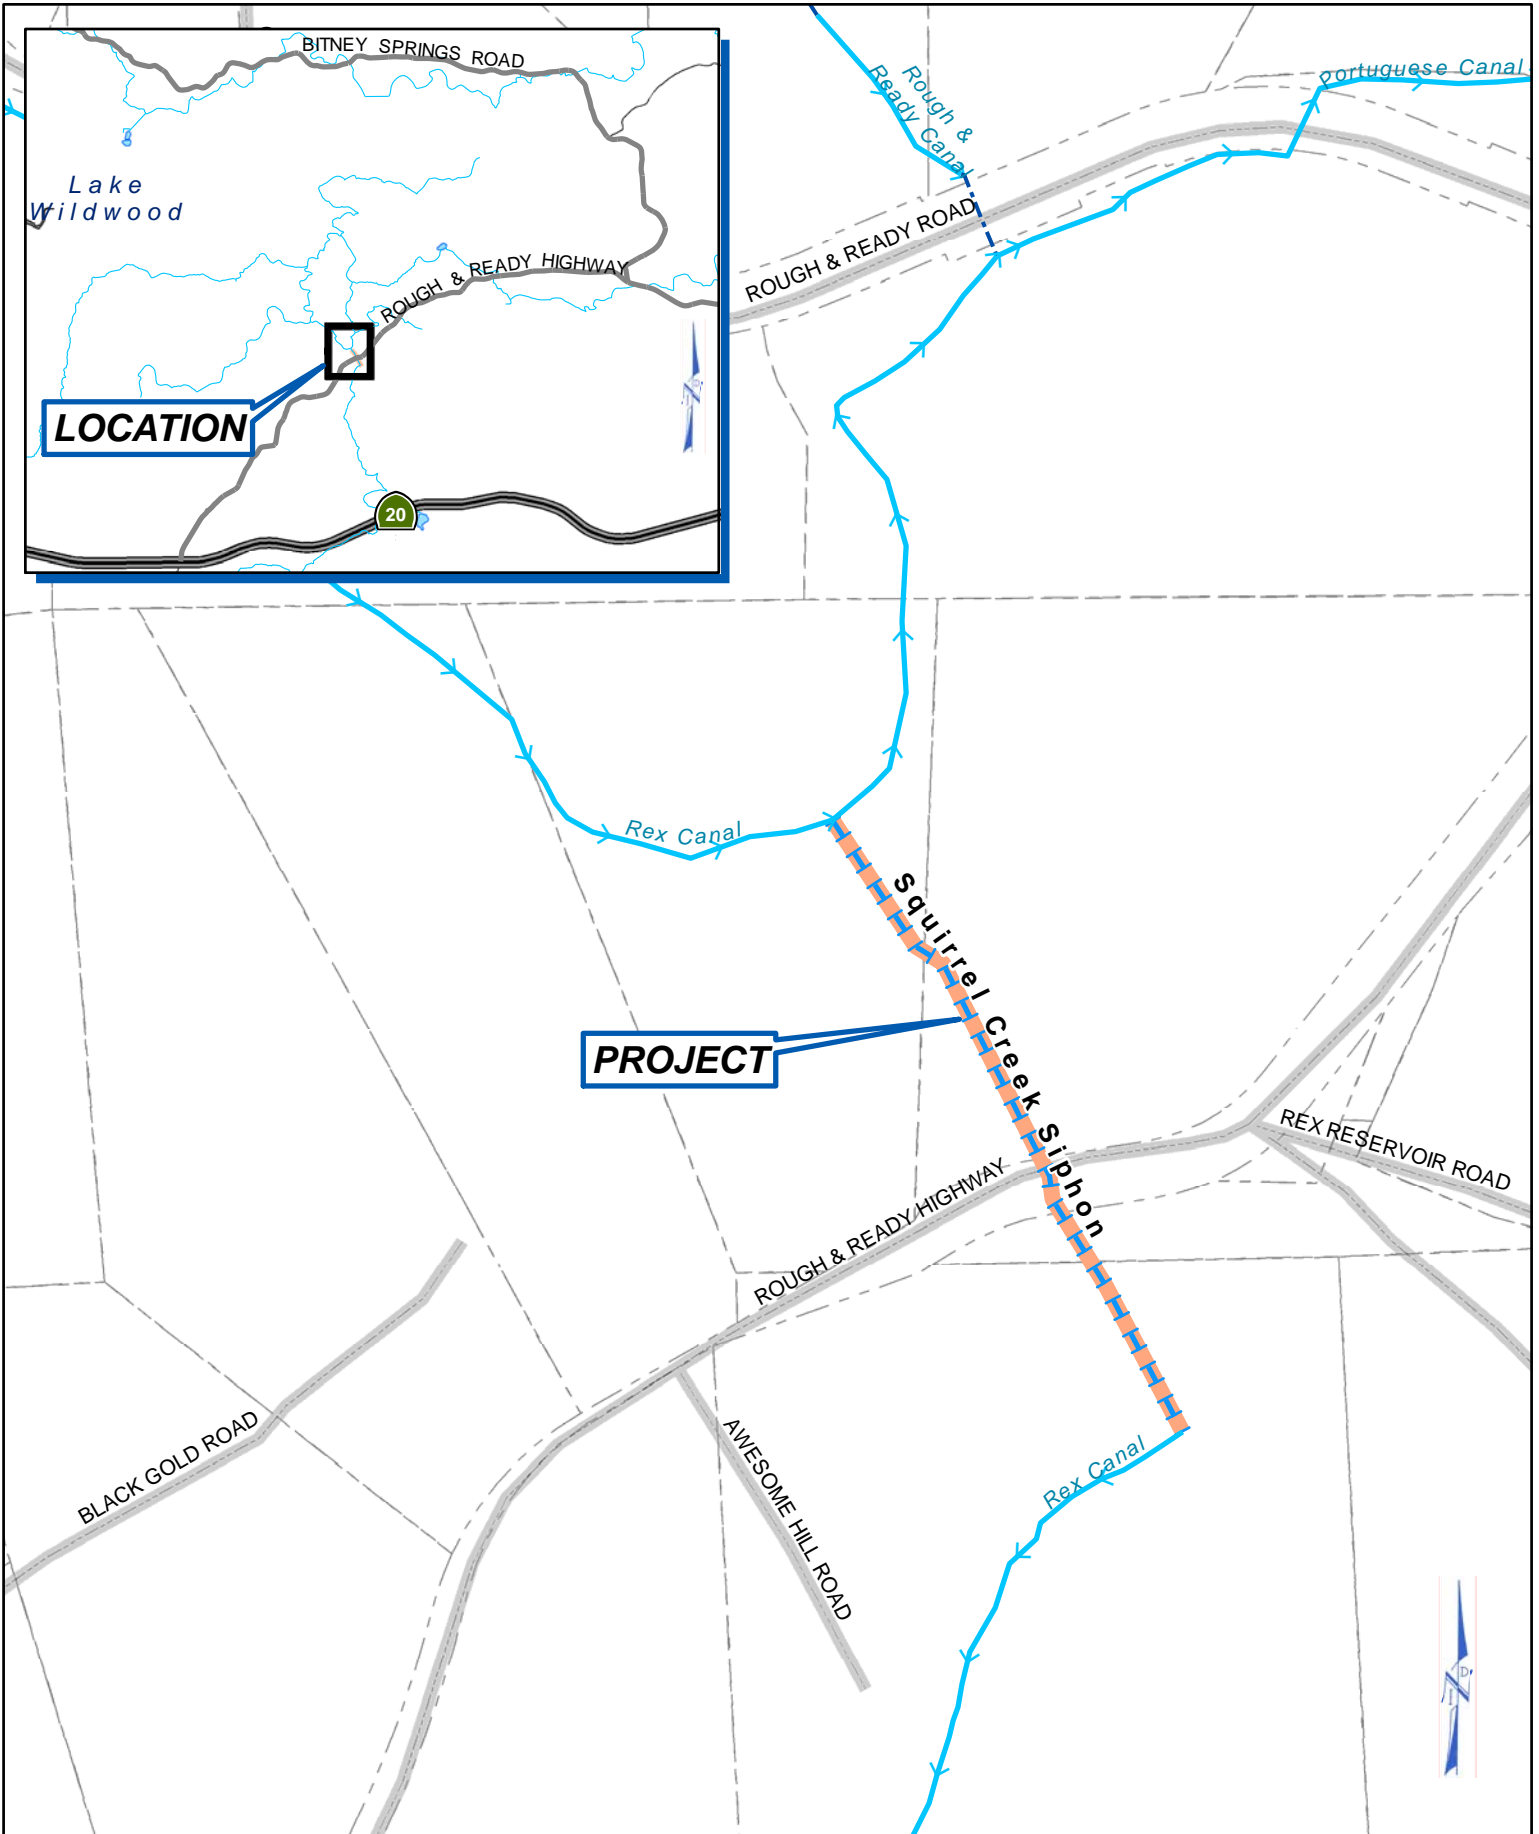 BITNEY SPRINGS ROAD
Lake
Wildwood
ROUGH & READY HIGHWAY
LOCATION
20
Rough &
Ready Canal
Portuguese Canal
ROUGH & READY ROAD
Rex Canal
Squirrel Creek Siphon
PROJECT
REX RESERVOIR ROAD
ROUGH & READY HIGHWAY
BLACK GOLD ROAD
AWESOME HILL ROAD
Rex Canal
N
I
D